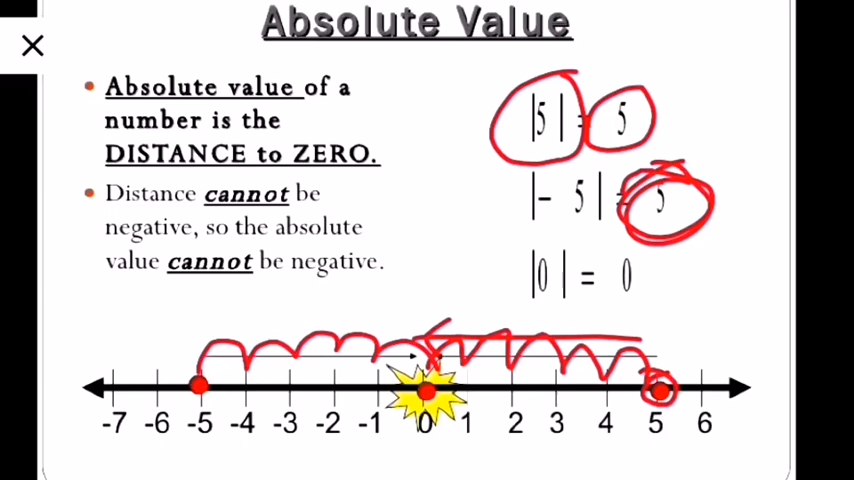 Absolute Value
Absolute value of a
number is the
DISTANCE to ZERO.
Distance cannot be
negative, so the absolute
value cannot be negative.
|5| = 5
|- 5| = 5
|0| = 0
-7 -6 -5 -4 -3 -2 -1 0 1 2 3 4 5 6